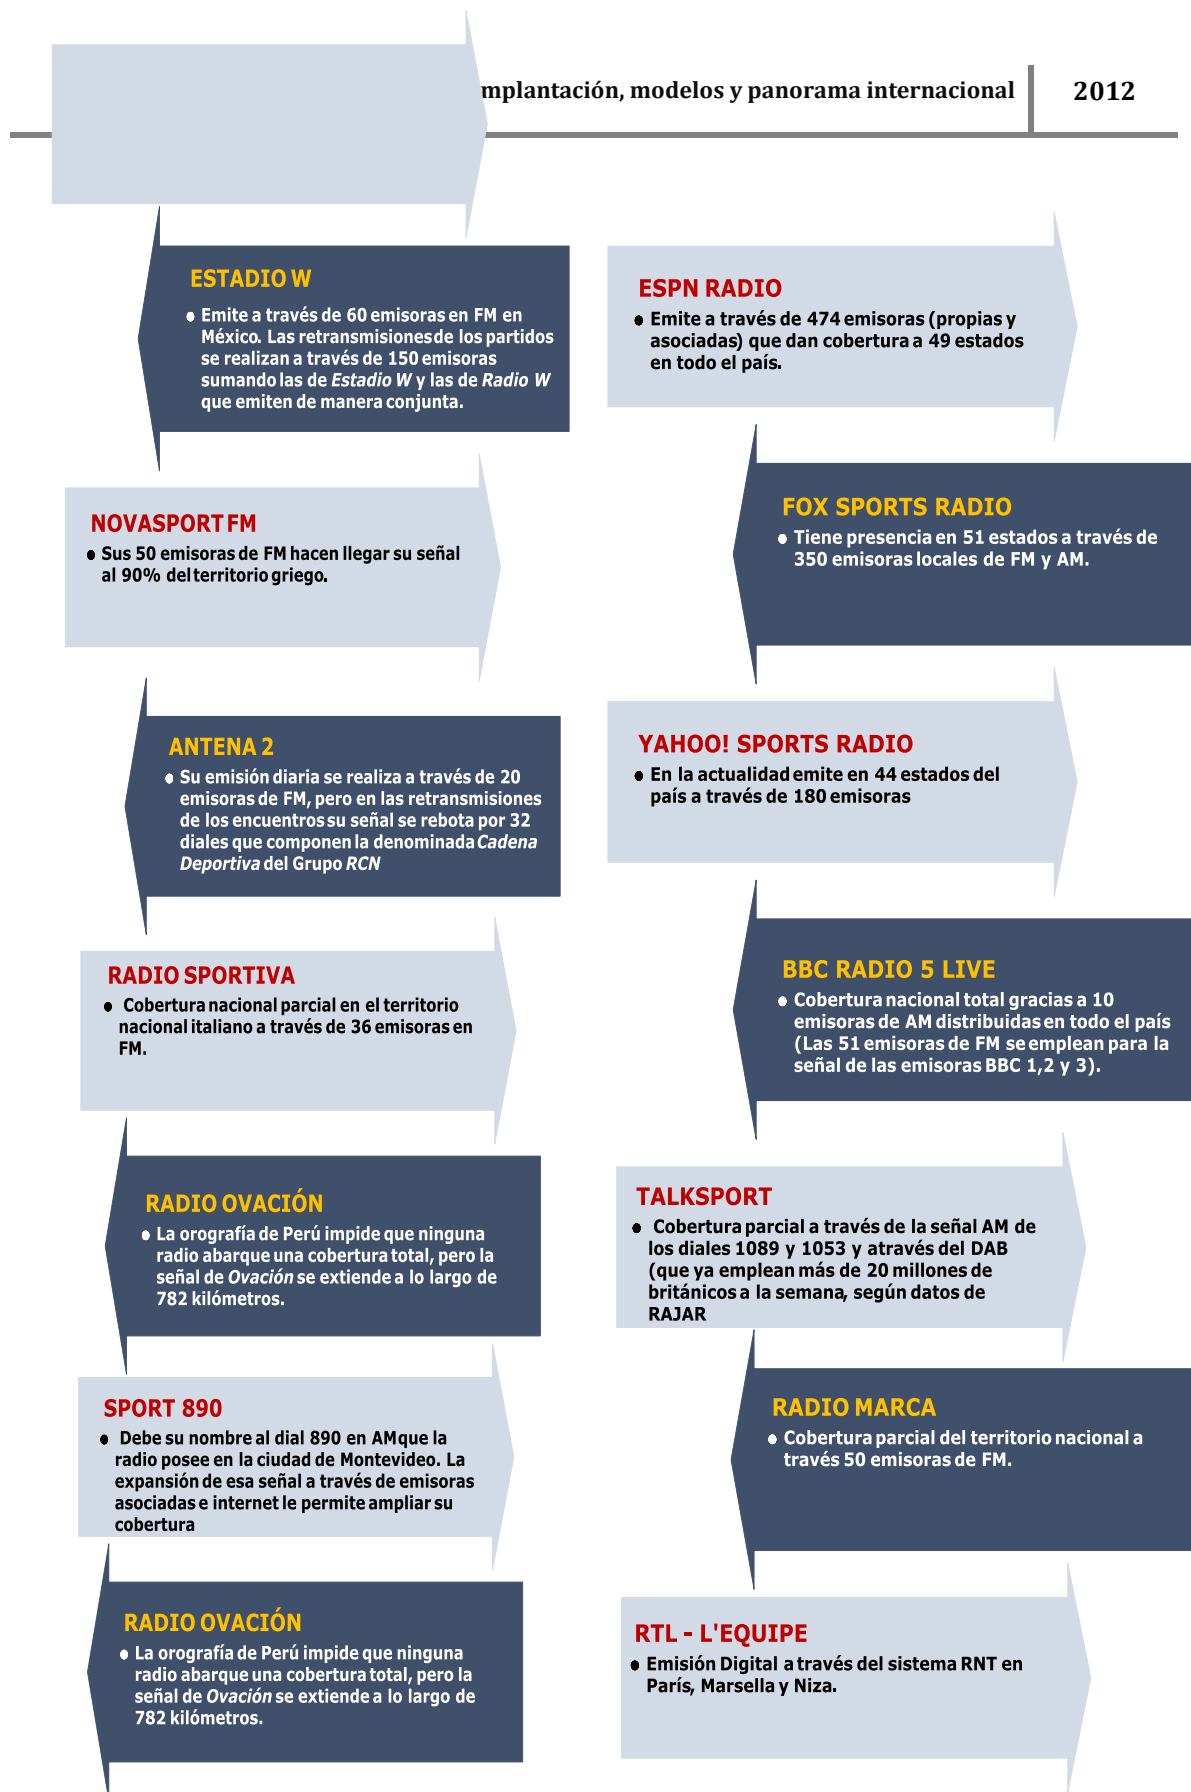 mplantación, modelos y panorama internacional
2012
ESTADIO W
● Emite a través de 60 emisoras en FM en
México. Las retransmisiones de los partidos
se realizan a través de 150 emisoras
sumando las de Estadio W y las de Radio W
que emiten de manera conjunta.
NOVASPORT FM
● Sus 50 emisoras de FM hacen llegar su señal
al 90% del territorio griego.
ANTENA 2
● Su emisión diaria se realiza a través de 20
emisoras de FM, pero en las retransmisiones
de los encuentros su señal se rebota por 32
diales que componen la denominada Cadena
Deportiva del Grupo RCN
RADIO SPORTIVA
● Cobertura nacional parcial en el territorio
nacional italiano a través de 36 emisoras en
FM.
RADIO OVACIÓN
● La orografía de Perú impide que ninguna
radio abarque una cobertura total, pero la
señal de Ovación se extiende a lo largo de
782 kilómetros.
SPORT 890
● Debe su nombre al dial 890 en AM que la
radio posee en la ciudad de Montevideo. La
expansión de esa señal a través de emisoras
asociadas e internet le permite ampliar su
cobertura
RADIO OVACIÓN
● La orografía de Perú impide que ninguna
radio abarque una cobertura total, pero la
señal de Ovación se extiende a lo largo de
782 kilómetros.
ESPN RADIO
● Emite a través de 474 emisoras (propias y
asociadas) que dan cobertura a 49 estados
en todo el país.
FOX SPORTS RADIO
● Tiene presencia en 51 estados a través de
350 emisoras locales de FM y AM.
YAHOO! SPORTS RADIO
● En la actualidad emite en 44 estados del
país a través de 180 emisoras
BBC RADIO 5 LIVE
● Cobertura nacional total gracias a 10
emisoras de AM distribuidas en todo el país
(Las 51 emisoras de FM se emplean para la
señal de las emisoras BBC 1,2 y 3).
TALKSPORT
● Cobertura parcial a través de la señal AM de
los diales 1089 y 1053 y através del DAB
(que ya emplean más de 20 millones de
británicos a la semana, según datos de
RAJAR
RADIO MARCA
● Cobertura parcial del territorio nacional a
través 50 emisoras de FM.
RTL - L'EQUIPE
● Emisión Digital a través del sistema RNT en
París, Marsella y Niza.